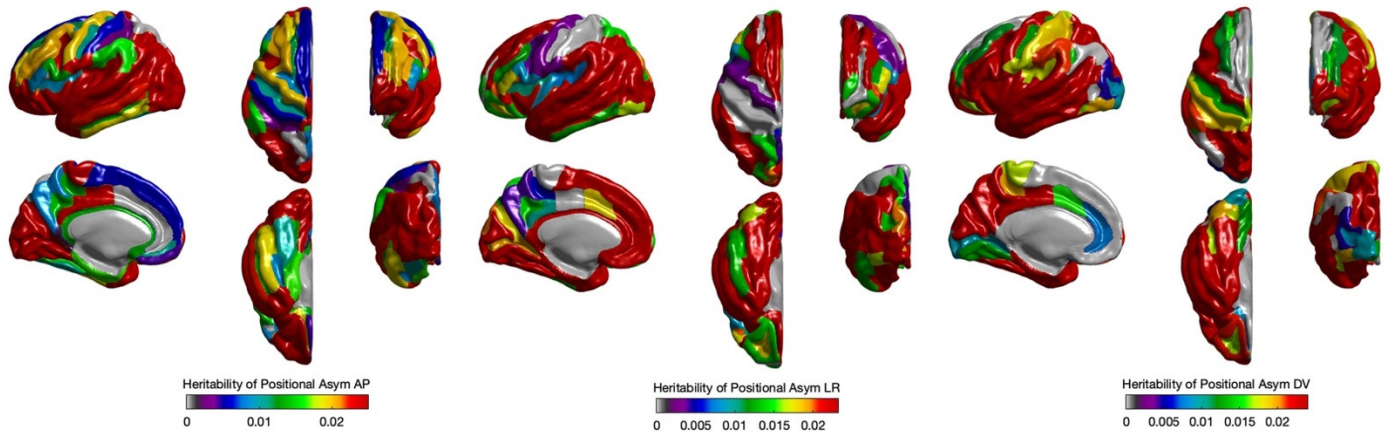 Heritability of Positional Asym AP
0 0.01 0.02
Heritability of Positional Asym LR
0 0.005 0.01 0.015 0.02
Heritability of Positional Asym DV
0 0.005 0.01 0.015 0.02